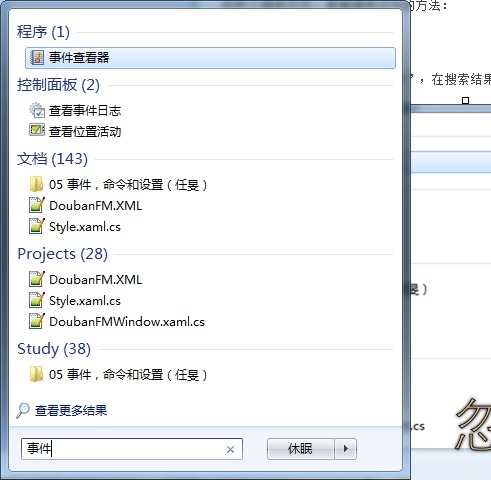 的方法：
程序 (1)
事件查看器
控制面板 (2)
”，在搜索结果
查看事件日志
查看位置活动
文档 (143)
05 事件，命令和设置（任旻）
DoubanFM.XML
Style.xaml.cs
Projects (28)
DoubanFM.XML
Style.xaml.cs
旻）
DoubanFMWindow.xaml.cs
Study (38)
05 事件，命令和设置（任旻）
查看更多结果
.cs
忽
事件
休眠